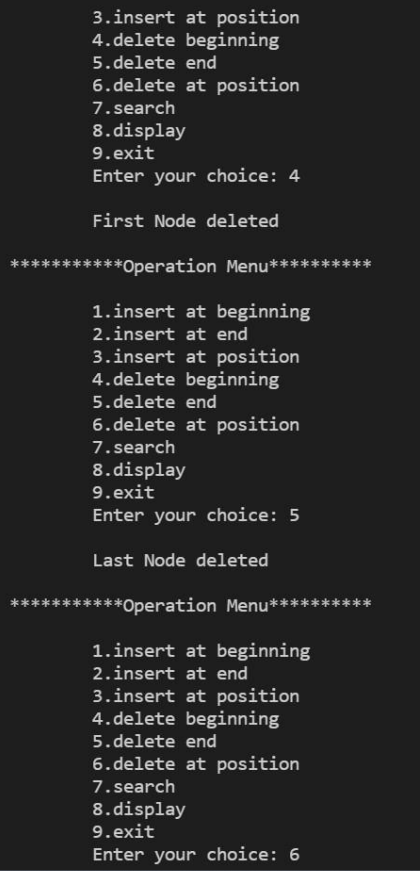 3.insert at position
4.delete beginning
5.delete end
6.delete at position
7.search
8.display
9.exit
Enter your choice: 4
First Node deleted
***********Operation Menu**********
1.insert at beginning
2.insert at end
3.insert at position
4.delete beginning
5.delete end
6.delete at position
7.search
8.display
9.exit
Enter your choice: 5
Last Node deleted
***********Operation Menu**********
1.insert at beginning
2.insert at end
3.insert at position
4.delete beginning
5.delete end
6.delete at position
7.search
8.display
9.exit
Enter your choice: 6